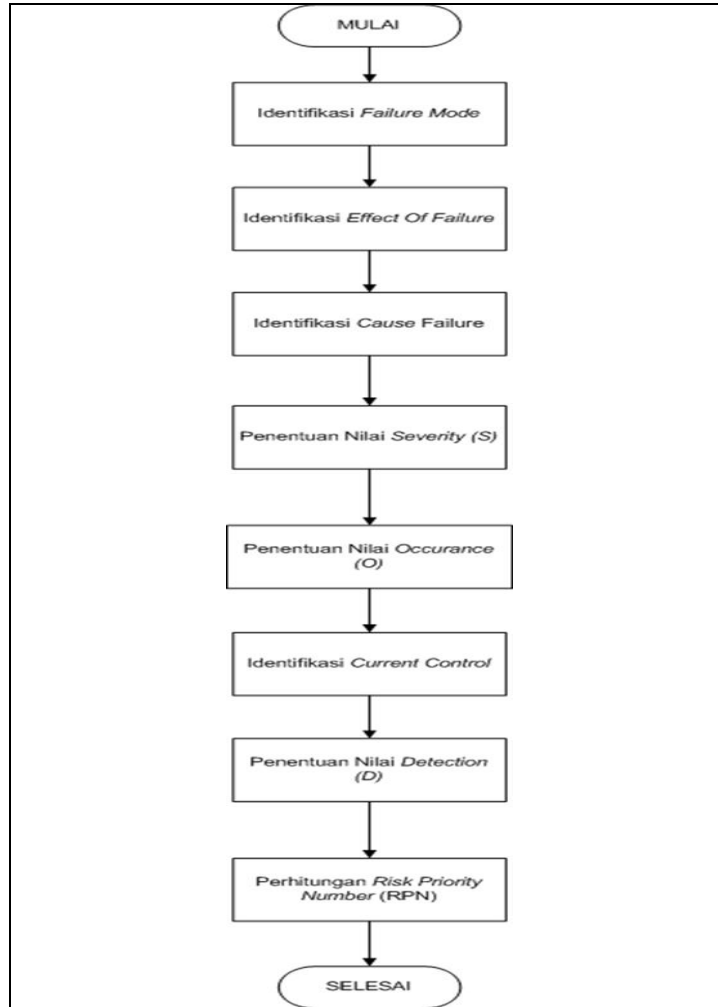 MULAI
Identifikasi Failure Mode
Identifikasi Effect Of Failure
Identifikasi Cause Failure
Penentuan Nilai Severity (S)
Penentuan Nilai Occurance
(O)
Identifikasi Current Control
Penentuan Nilai Detection
(D)
Perhitungan Risk Priority
Number (RPN)
SELESAI